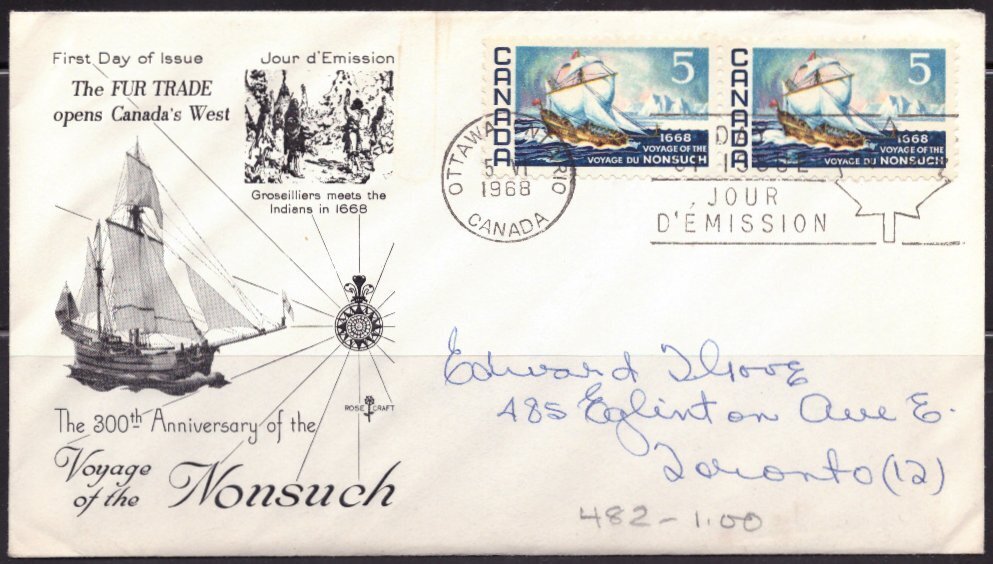 First Day of Issue
Jour d'Emission
The FUR TRADE
opens Canada's West
Groseilliers meets the
Indians in 1668
ROSE CRAFT
The 300th Anniversary of the
Voyage
of the Nonsuch
CANADA
5
1668
VOYAGE OF THE
VOYAGE DU NONSUCH
CANADA
5
1668
VOYAGE OF THE
VOYAGE DU NONSUCH
OTTAWA
5 VI
1968
CANADA
JOUR
D'EMISSION
Edward
485 Eglinton Ave E.
Toronto (12)
482-1.00